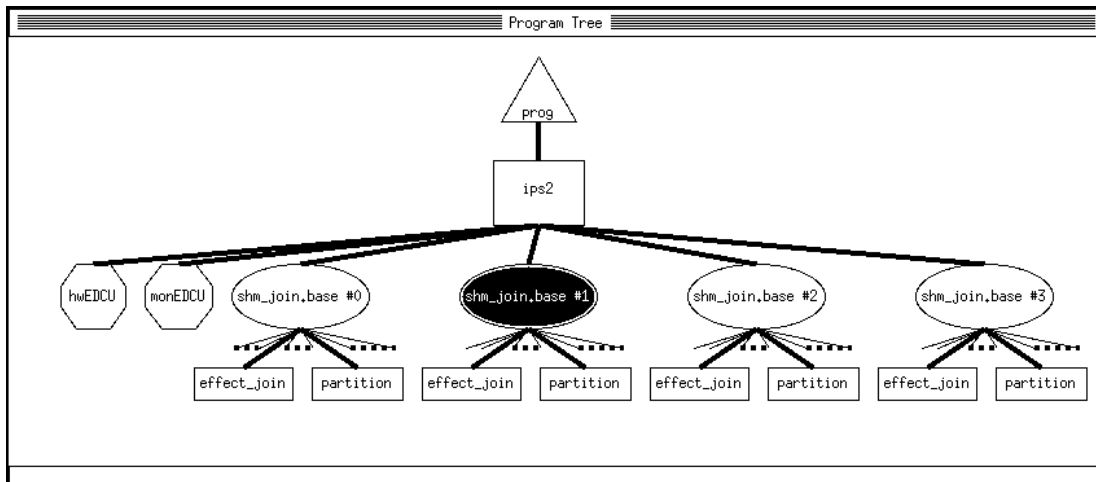 Program Tree
prog
ips2
hwEDCU monEDCU shm_join.base #0 shm_join.base #1 shm_join.base #2 shm_join.base #3
effect_join partition effect_join partition effect_join partition effect_join partition